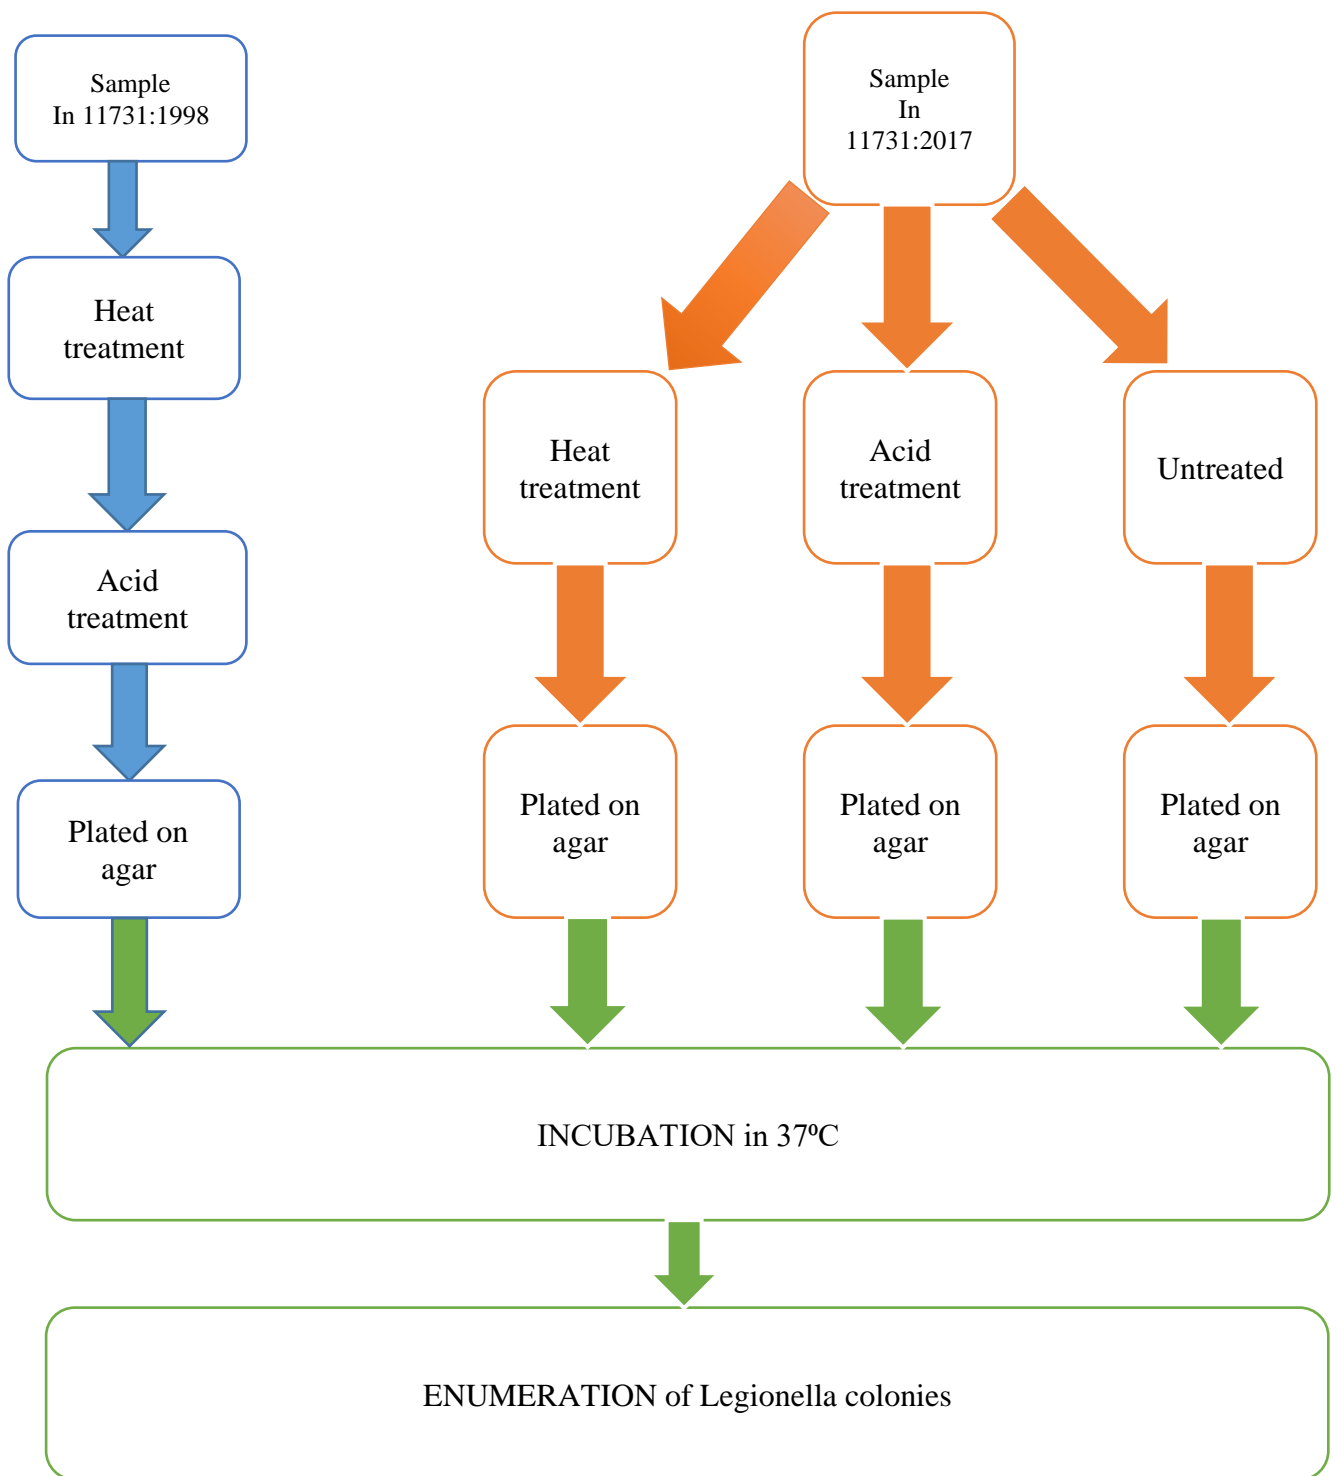 Sample
In 11731:1998
Heat
treatment
Acid
treatment
Plated on
agar
Sample
In
11731:2017
Heat
treatment
Acid
treatment
Untreated
Plated on
agar
Plated on
agar
Plated on
agar
INCUBATION in 37⁰C
ENUMERATION of Legionella colonies